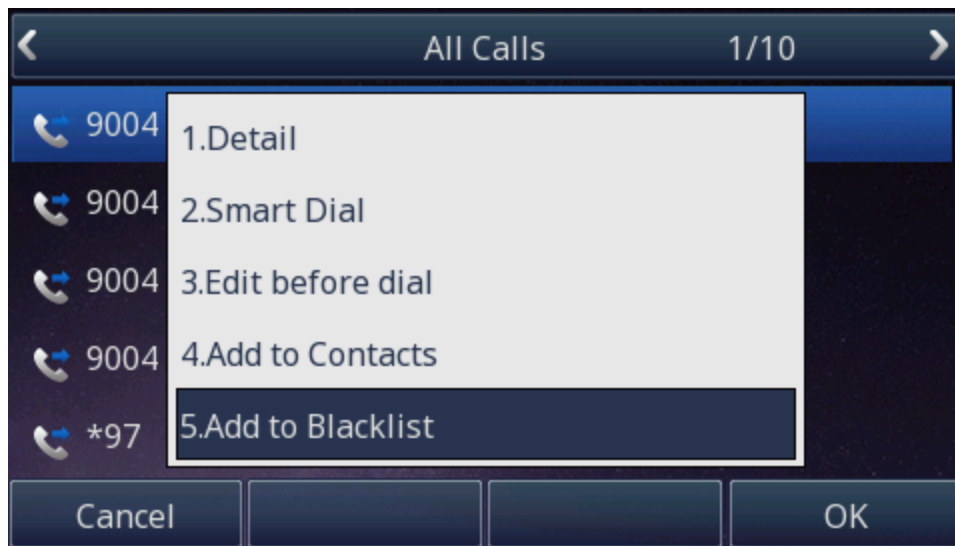 All Calls 1/10
9004
1.Detail
9004
2.Smart Dial
9004
3.Edit before dial
9004
4.Add to Contacts
*97
5.Add to Blacklist
Cancel OK